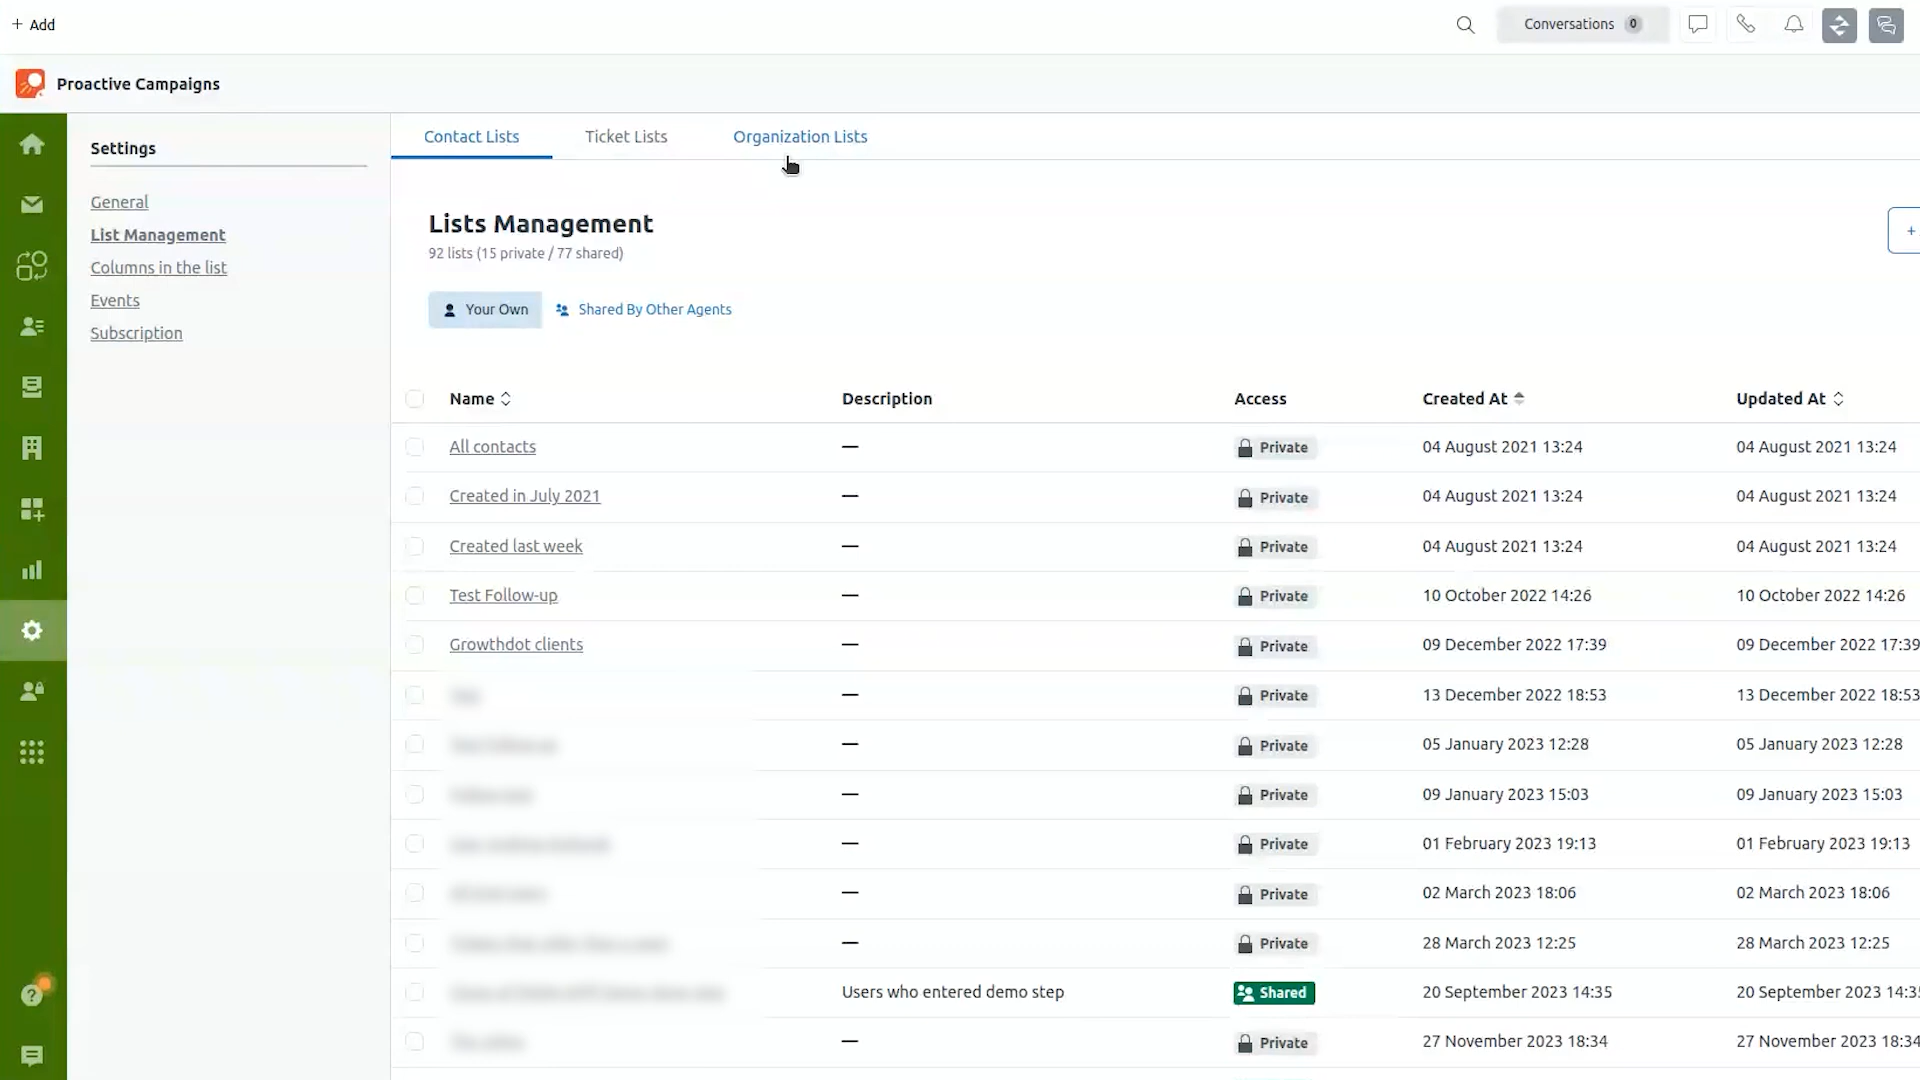 + Add
Conversations 0
Proactive Campaigns
Settings
General
List Management
Columns in the list
Events
Subscription
Contact Lists
Ticket Lists
Organization Lists
Lists Management
92 lists (15 private / 77 shared)
+
Your Own
Shared By Other Agents
Name Description Access Created At Updated At
All contacts — Private 04 August 2021 13:24 04 August 2021 13:24
Created in July 2021 — Private 04 August 2021 13:24 04 August 2021 13:24
Created last week — Private 04 August 2021 13:24 04 August 2021 13:24
Test Follow-up — Private 10 October 2022 14:26 10 October 2022 14:26
Growthdot clients — Private 09 December 2022 17:39 09 December 2022 17:39
— Private 13 December 2022 18:53 13 December 2022 18:53
— Private 05 January 2023 12:28 05 January 2023 12:28
— Private 09 January 2023 15:03 09 January 2023 15:03
— Private 01 February 2023 19:13 01 February 2023 19:13
— Private 02 March 2023 18:06 02 March 2023 18:06
— Private 28 March 2023 12:25 28 March 2023 12:25
Users who entered demo step Shared 20 September 2023 14:35 20 September 2023 14:35
— Private 27 November 2023 18:34 27 November 2023 18:34